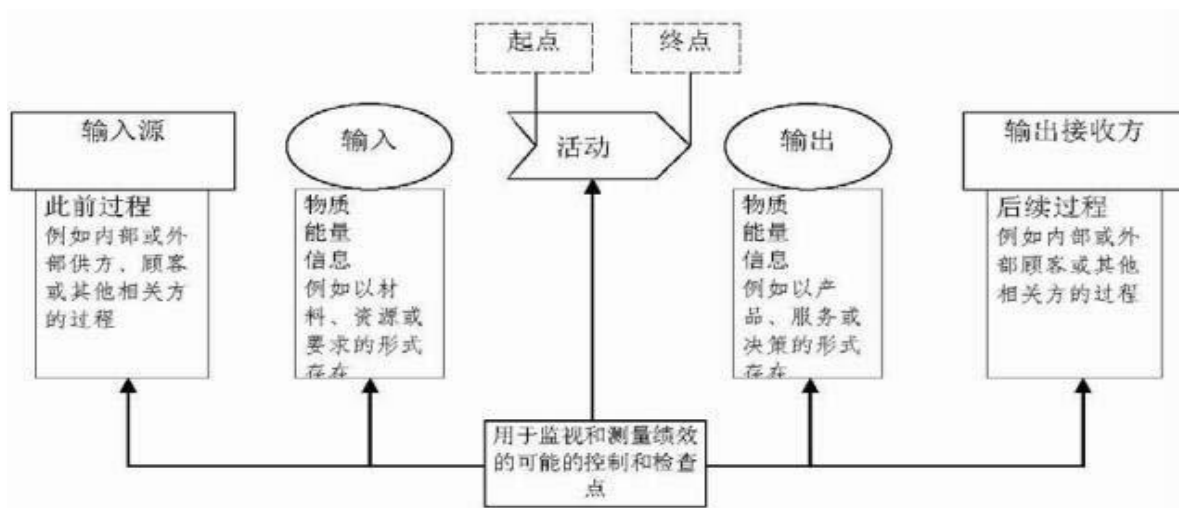 起点
终点
输入源
输入
活动
输出
输出接收方
此前过程
例如内部或外
部供方、顾客
或其他相关方
的过程
物质
能量
信息
例如以材
料、资源或
要求的形式
存在
物质
能量
信息
例如以产
品、服务或
决策的形式
存在
后续过程
例如内部或外
部顾客或其他
相关方的过程
用于监视和测量绩效
的可能的控制和检查
点